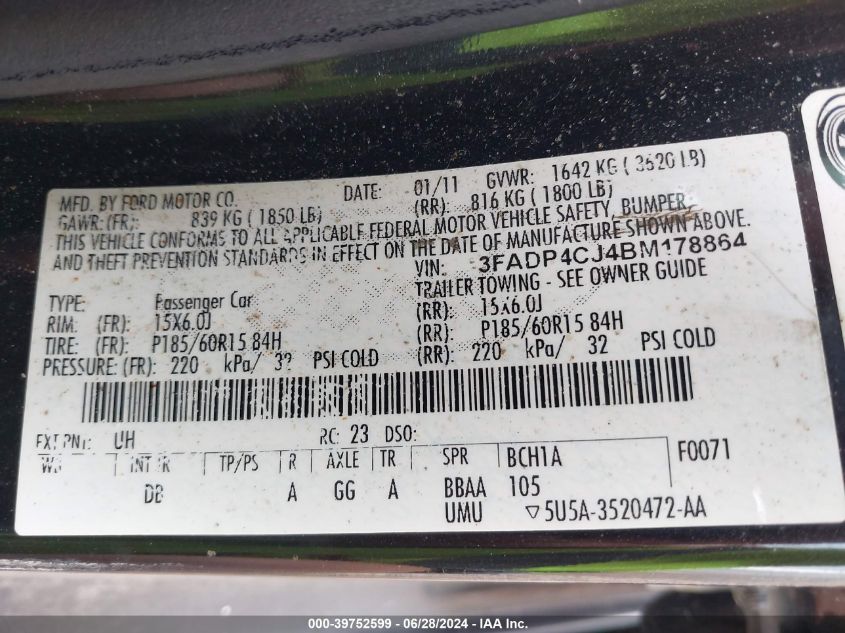 MFD. BY FORD MOTOR CO. DATE: 01/11 GVWR: 1642 KG ( 3620 LB)
GAWR: (FR): 839 KG ( 1850 LB) (RR): 816 KG ( 1800 LB)
THIS VEHICLE CONFORMS TO ALL APPLICABLE FEDERAL MOTOR VEHICLE SAFETY, BUMPER,
AND THEFT PREVENTION STANDARDS IN EFFECT ON THE DATE OF MANUFACTURE SHOWN ABOVE.
VIN: 3FADP4CJ4BM178864
TYPE: Passenger Car TRAILER TOWING - SEE OWNER GUIDE
RIM: (FR): 15X6.0J (RR): 15X6.0J
TIRE: (FR): P185/60R15 84H (RR): P185/60R15 84H
PRESSURE: (FR): 220 kPa/ 32 PSI COLD (RR): 220 kPa/ 32 PSI COLD
EXT PNT: UH RC: 23 DSO:
WB INT TR TP/PS R AXLE TR SPR BCH1A F0071
DB A GG A BBAA 105
UMU ▽5U5A-3520472-AA
000-39752599 | 06/28/2024 | IAA Inc.